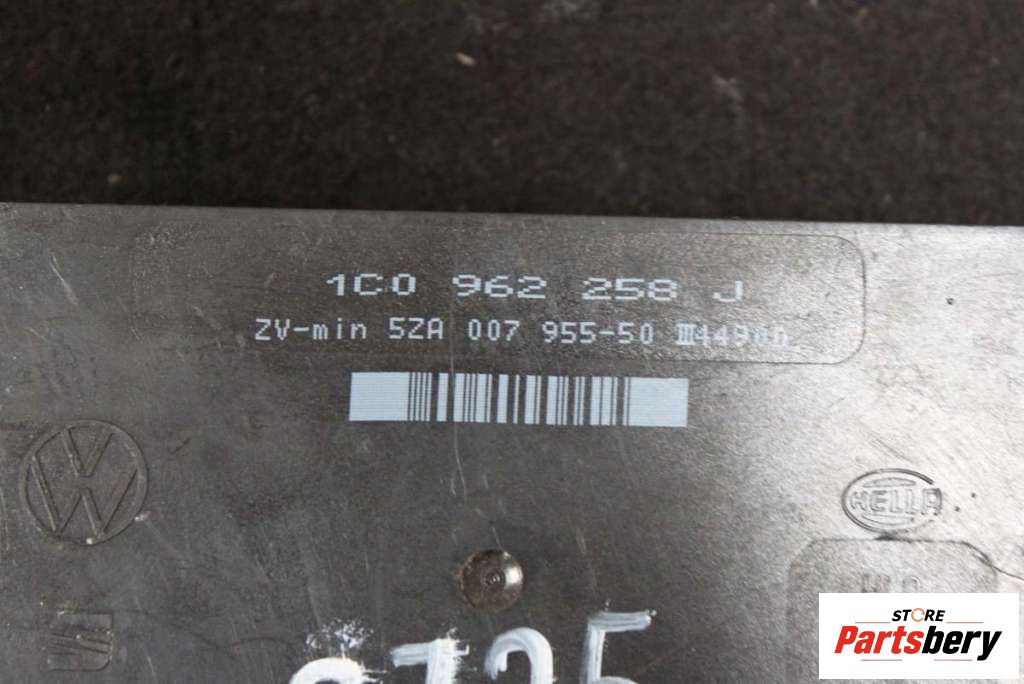 1C0 962 258 J
ZV-min 5ZA 007 955-50
HELLA
STORE
Partsbery